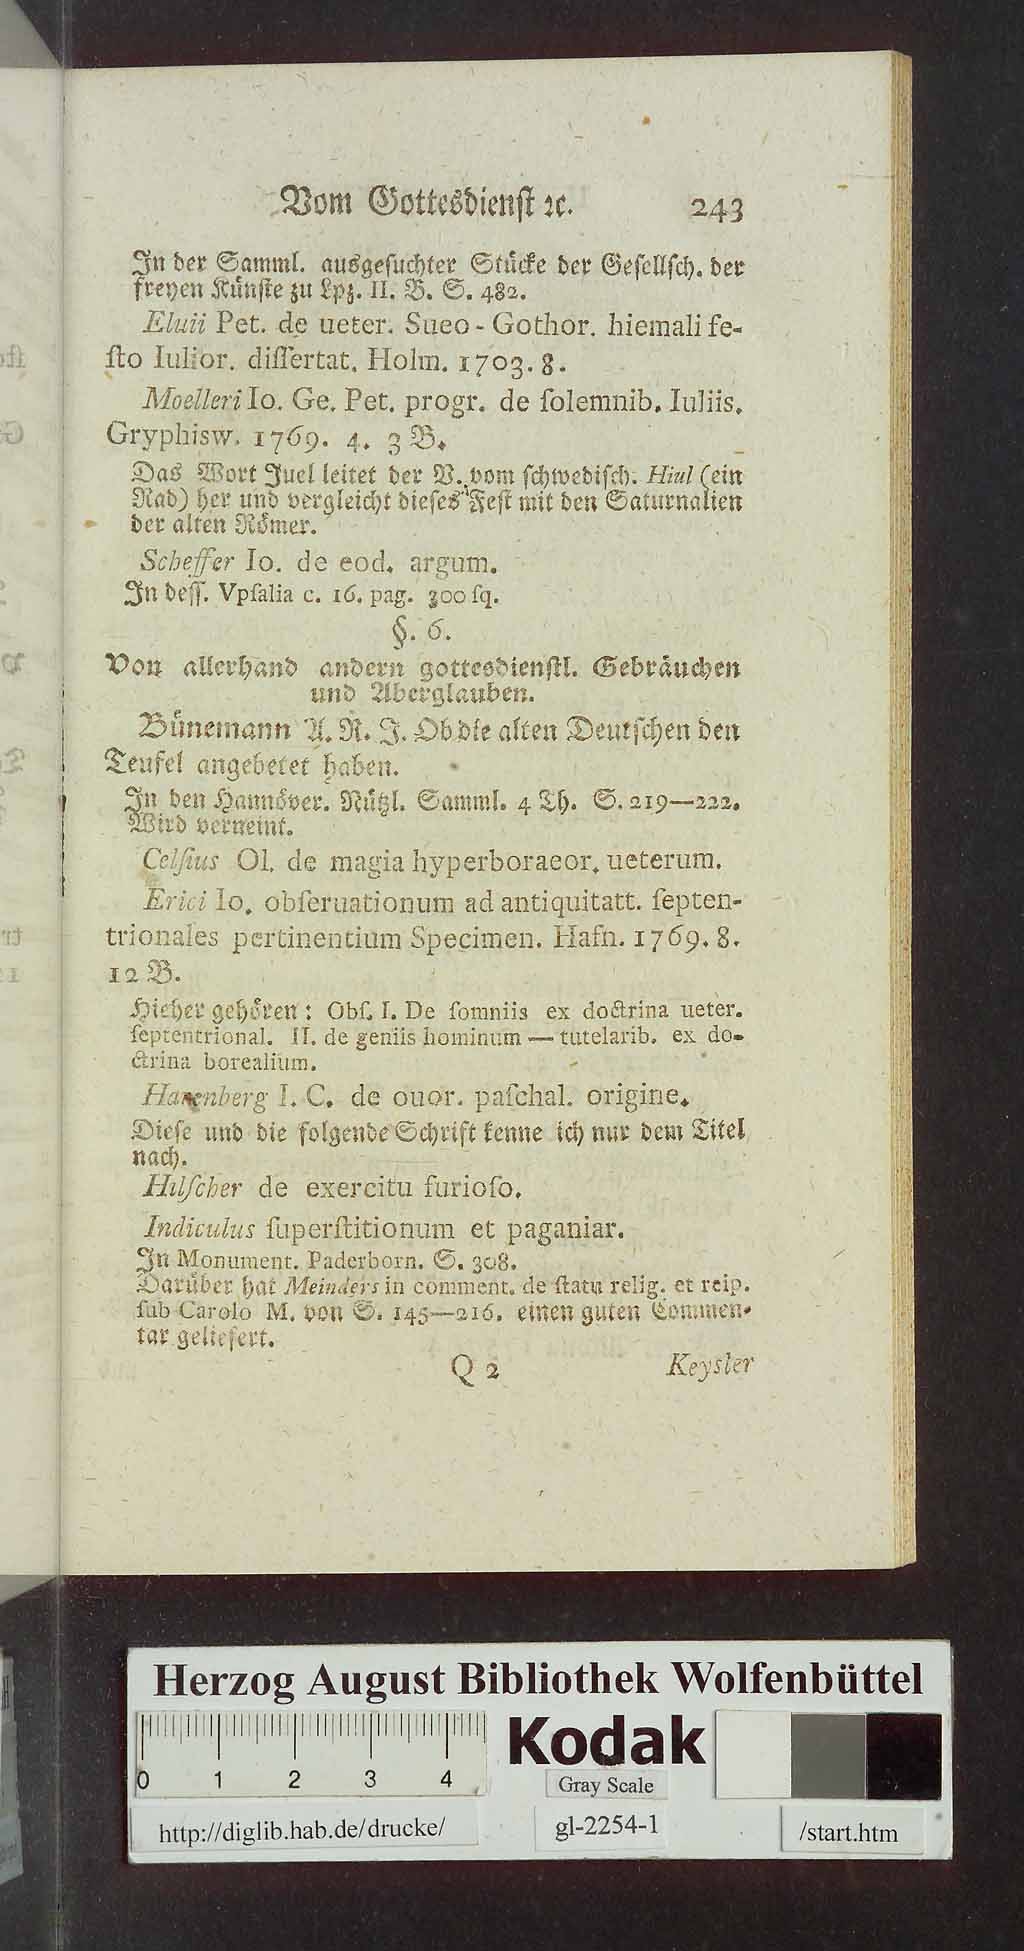 Vom Gottesdienst ꝛc. 243
In der Samml. ausgesuchter Stücke der Gesellsch. der
freyen Künste zu Lpz. II. B. S. 482.
Eluii Pet. de ueter. Sueo-Gothor. hiemali fe-
ſto Iulior. diſſertat. Holm. 1703. 8.
Moelleri Io. Ge. Pet. progr. de ſolemnib. Iuliis.
Gryphisw. 1769. 4. 3 B.
Das Wort Juel leitet der V. vom ſchwediſch. Hiul (ein
Rad) her und vergleicht dieſes Feſt mit den Saturnalien
der alten Römer.
Scheffer Io. de eod. argum.
In deſſ. Vpſalia c. 16. pag. 300 ſq.
§. 6.
Von allerhand andern gottesdienſtl. Gebräuchen
und Aberglauben.
Bünemann A. R. J. Ob die alten Deutſchen den
Teufel angebetet haben.
In den Hannöver. Nützl. Samml. 4 Th. S. 219—222.
Wird verneint.
Celſius Ol. de magia hyperboraeor. ueterum.
Erici Io. obſeruationum ad antiquitatt. ſepten-
trionales pertinentium Specimen. Hafn. 1769. 8.
12 B.
Hieher gehören: Obſ. I. De ſomniis ex doctrina ueter.
ſeptentrional. II. de geniis hominum — tutelarib. ex do-
ctrina borealium.
Harenberg I. C. de ouor. paſchal. origine.
Dieſe und die folgende Schrift kenne ich nur dem Titel
nach.
Hilſcher de exercitu furioſo.
Indiculus ſuperſtitionum et paganiar.
In Monument. Paderborn. S. 308.
Darüber hat Meinders in comment. de ſtatu relig. et reip.
ſub Carolo M. von S. 145—216. einen guten Commen-
tar geliefert.
Q 2 Keysler
Herzog August Bibliothek Wolfenbüttel
0 1 2 3 4
Kodak
Gray Scale
http://diglib.hab.de/drucke/ gl-2254-1 /start.htm